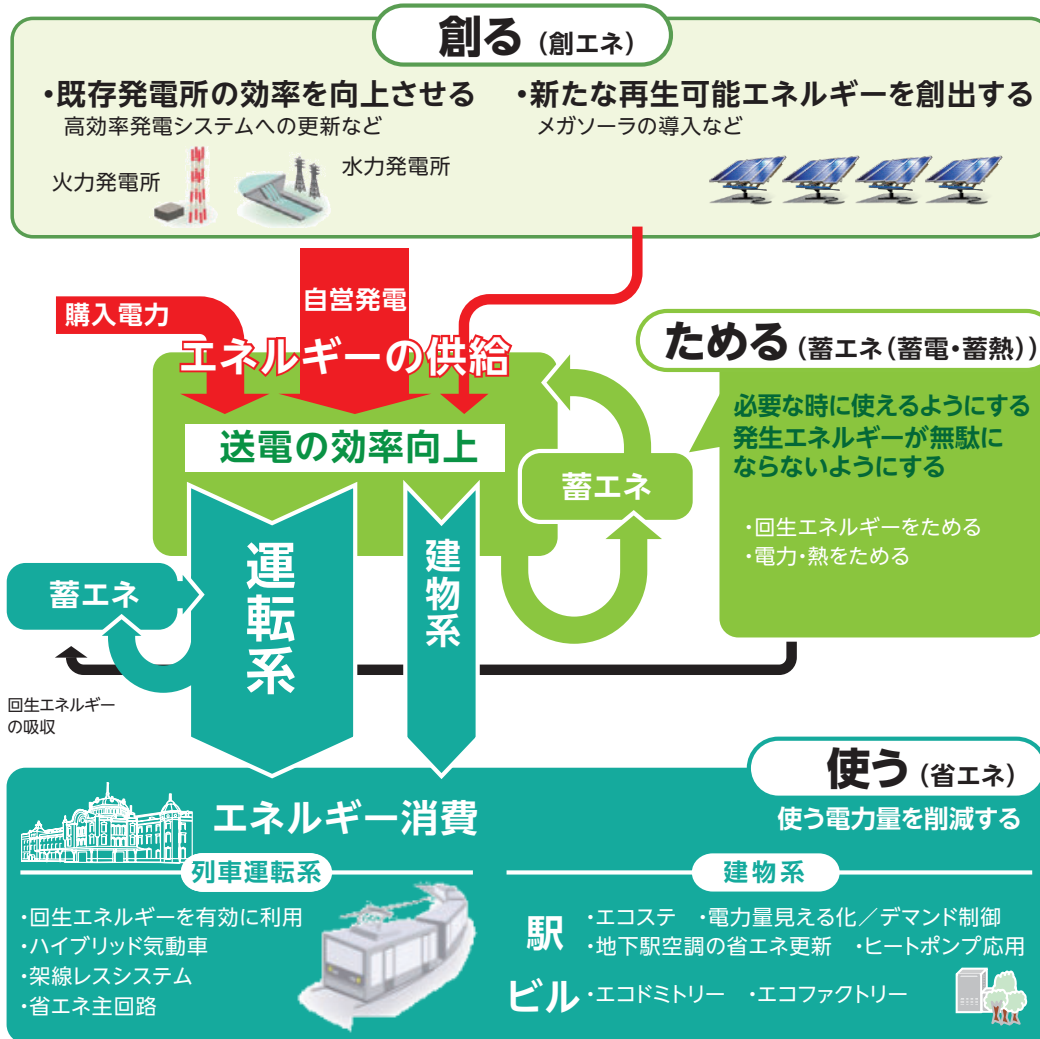 創る (創エネ)
・既存発電所の効率を向上させる
高効率発電システムへの更新など
火力発電所
水力発電所
・新たな再生可能エネルギーを創出する
メガソーラの導入など
購入電力
自営発電
エネルギーの供給
送電の効率向上
蓄エネ
ためる (蓄エネ(蓄電・蓄熱))
必要な時に使えるようにする
発生エネルギーが無駄に
ならないようにする
・回生エネルギーをためる
・電力・熱をためる
運転系
建物系
蓄エネ
回生エネルギー
の吸収
使う (省エネ)
使う電力量を削減する
エネルギー消費
列車運転系
・回生エネルギーを有効に利用
・ハイブリッド気動車
・架線レスシステム
・省エネ主回路
建物系
駅 ・エコステ ・電力量見える化／デマンド制御
・地下駅空調の省エネ更新 ・ヒートポンプ応用
ビル ・エコドミトリー ・エコファクトリー